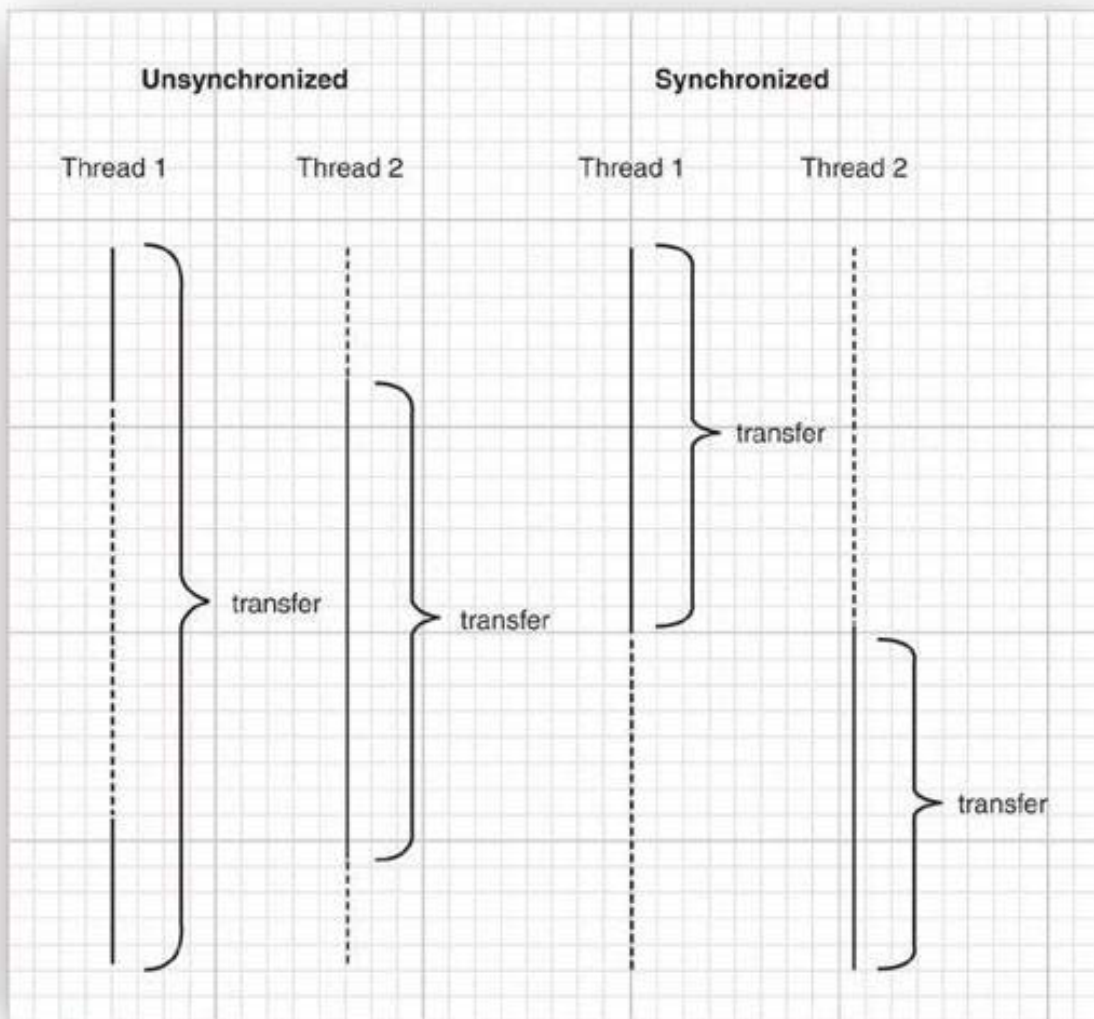 Unsynchronized
Synchronized
Thread 1
Thread 2
Thread 1
Thread 2
transfer
transfer
transfer
transfer